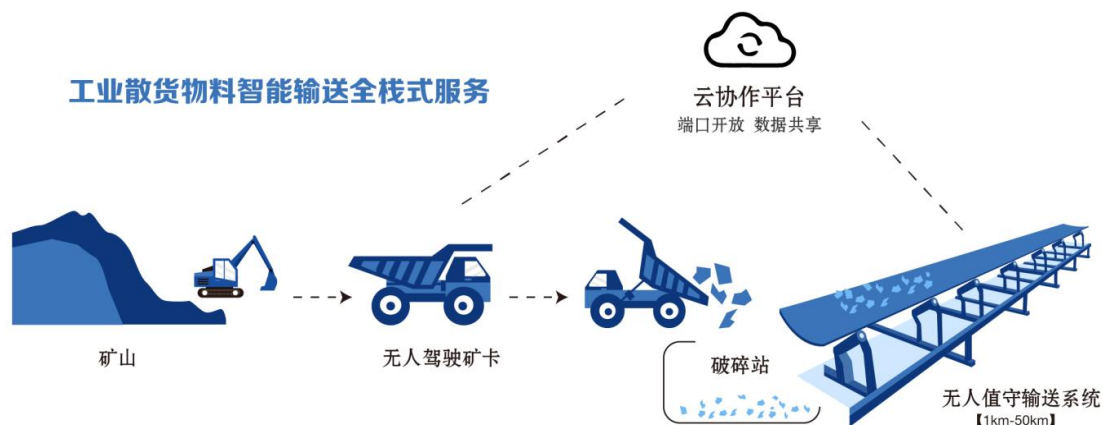 工业散货物料智能输送全栈式服务
云协作平台
端口开放 数据共享
矿山
无人驾驶矿卡
破碎站
无人值守输送系统
【1km-50km】